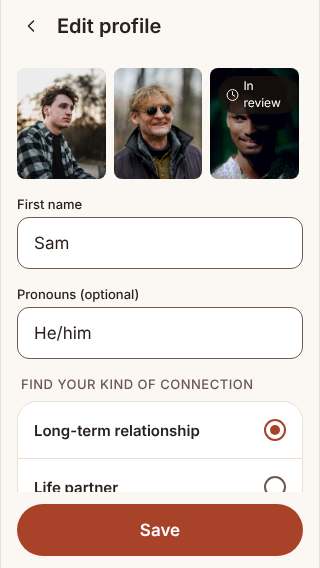 Edit profile
In
review
First name
Sam
Pronouns (optional)
He/him
FIND YOUR KIND OF CONNECTION
Long-term relationship
Life partner
Save